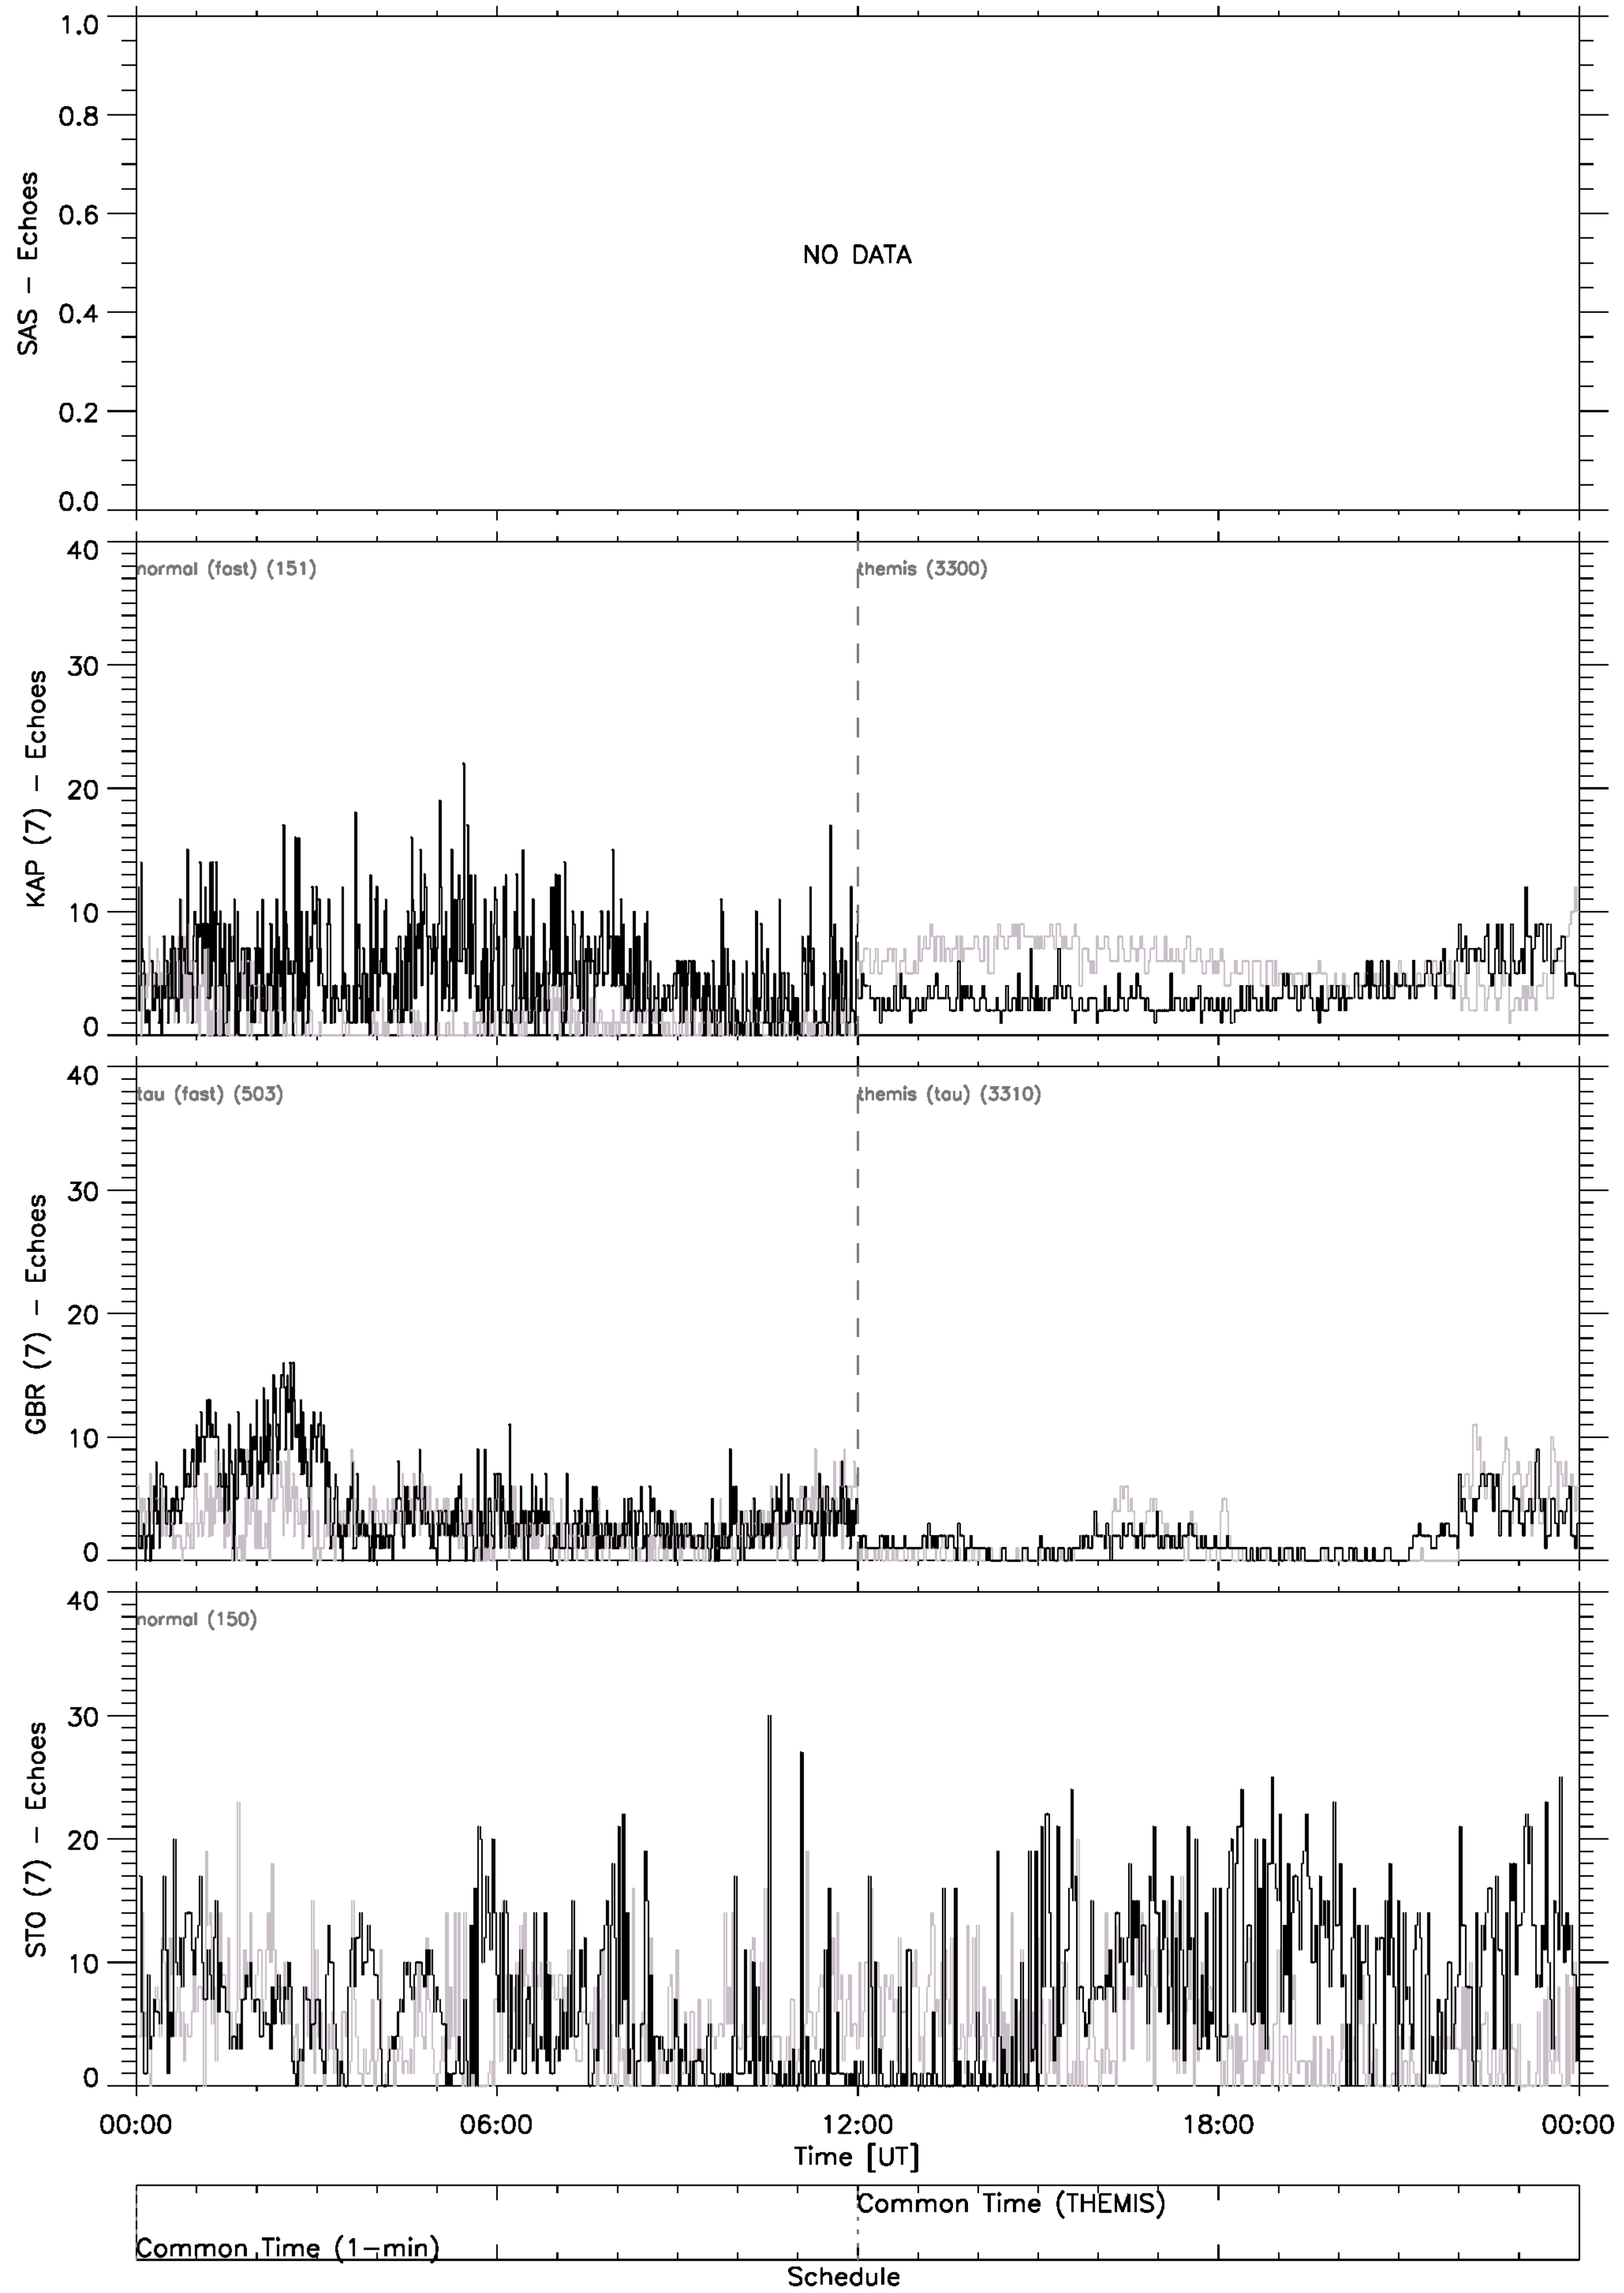 1.0
0.8
0.6
0.4
0.2
0.0
SAS – Echoes
NO DATA
40
30
20
10
0
KAP (7) – Echoes
normal (fast) (151)
themis (3300)
40
30
20
10
0
GBR (7) – Echoes
tau (fast) (503)
themis (tau) (3310)
40
30
20
10
0
STO (7) – Echoes
normal (150)
00:00 06:00 12:00 18:00 00:00
Time [UT]
Common Time (THEMIS)
Common Time (1–min)
Schedule